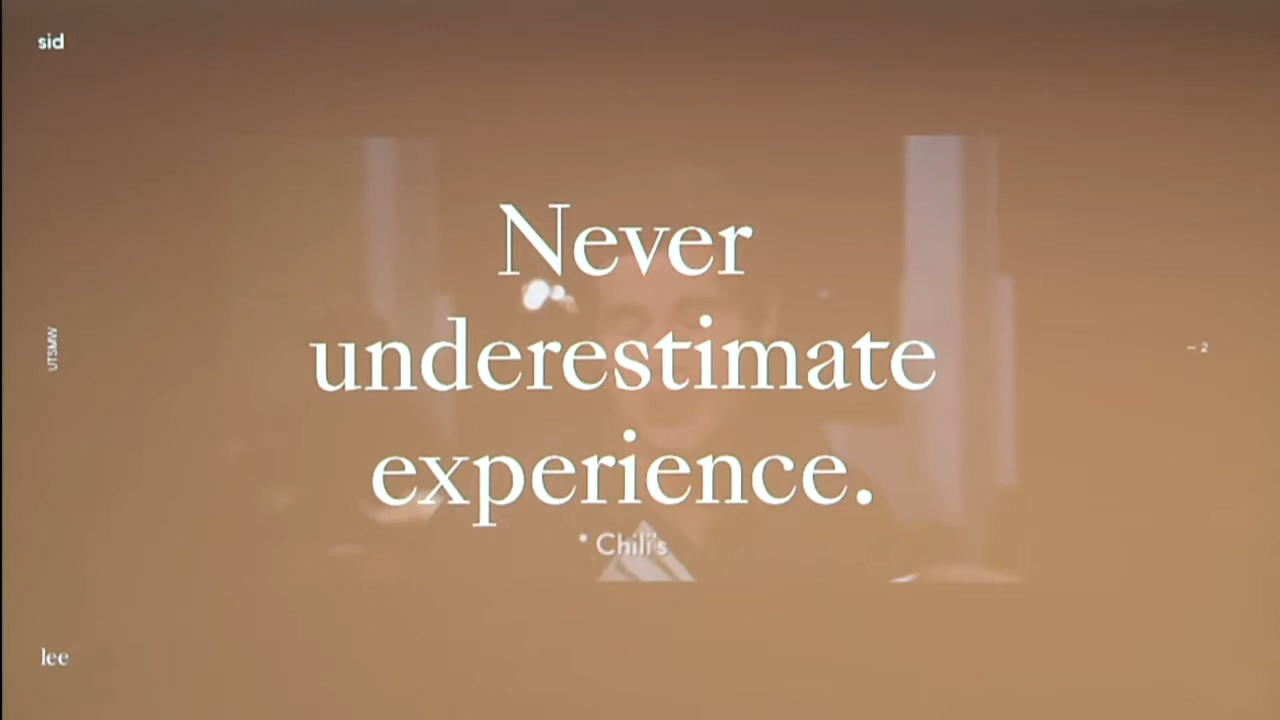 sid
Never
underestimate
experience.
* Chili's
UTSMW
– 2
lee